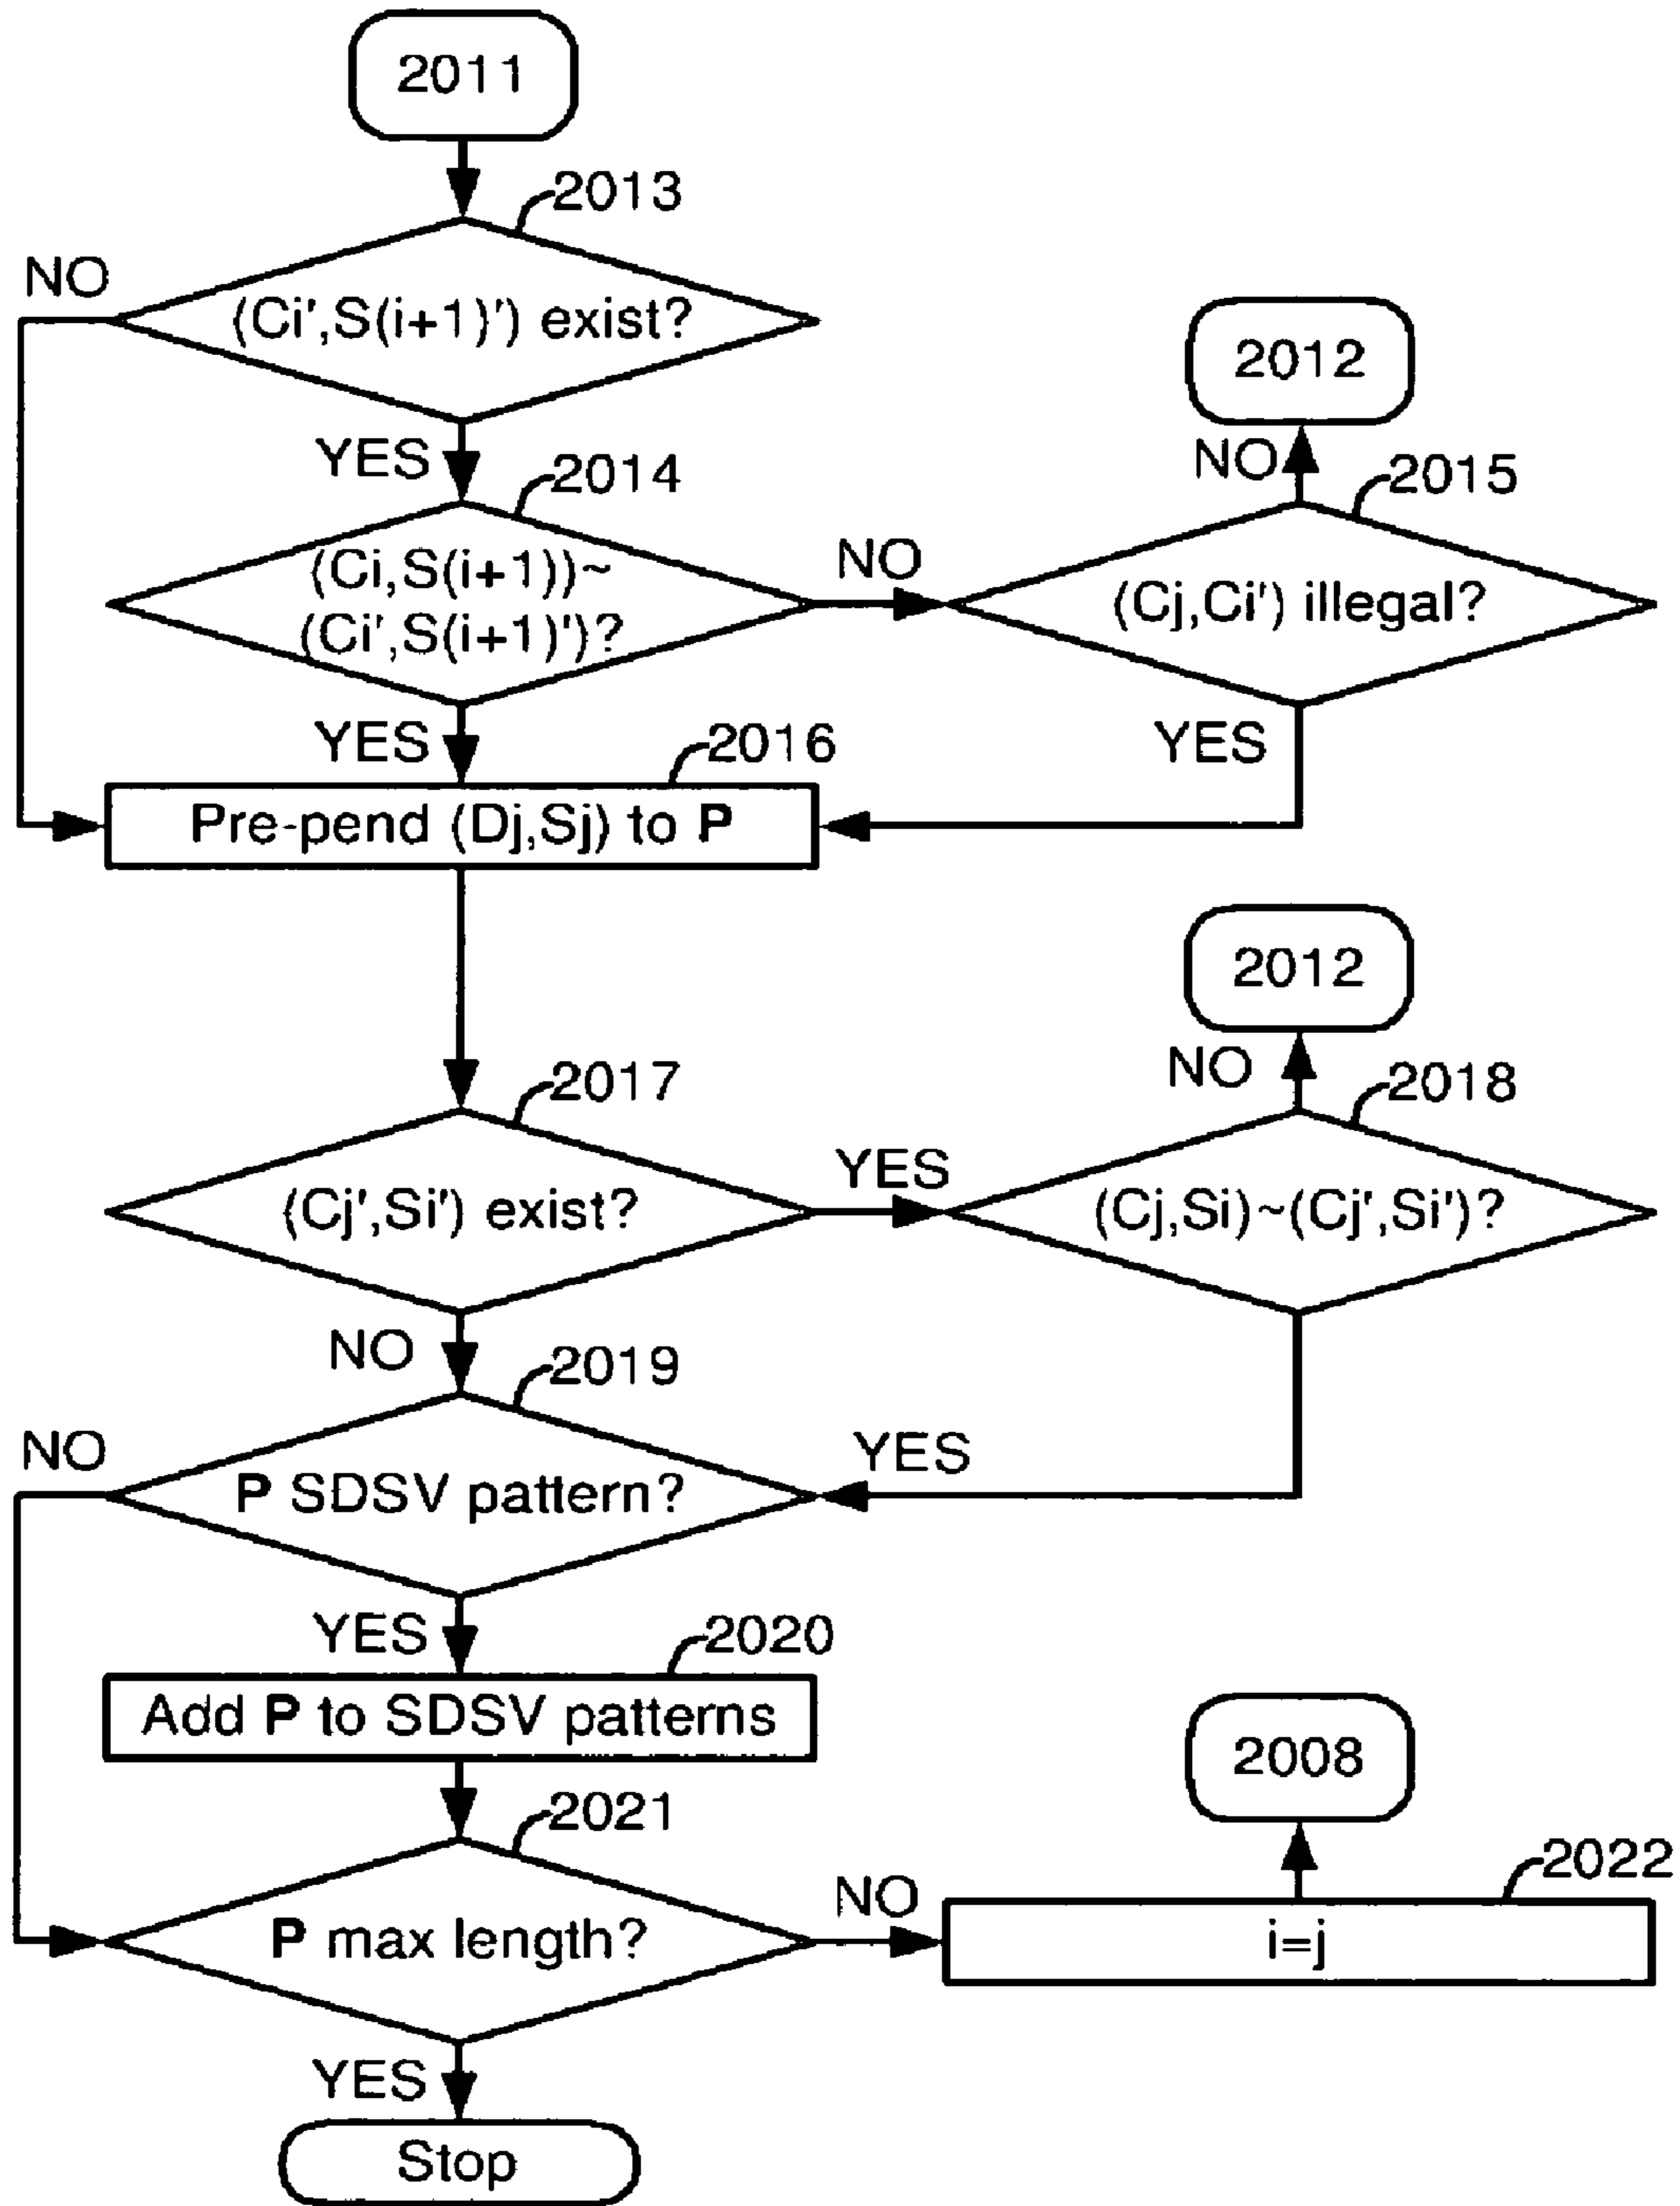 2011
2013
NO
(Ci',S(i+1)') exist?
2012
YES
2014
NO
2015
(Ci,S(i+1))~
(Ci',S(i+1)')?
NO
(Cj,Ci') illegal?
YES
2016
YES
Pre-pend (Dj,Sj) to P
2012
2017
NO
2018
(Cj',Si') exist?
YES
(Cj,Si)~(Cj',Si')?
NO
2019
NO
P SDSV pattern?
YES
YES
2020
Add P to SDSV patterns
2008
2021
2022
P max length?
NO
i=j
YES
Stop